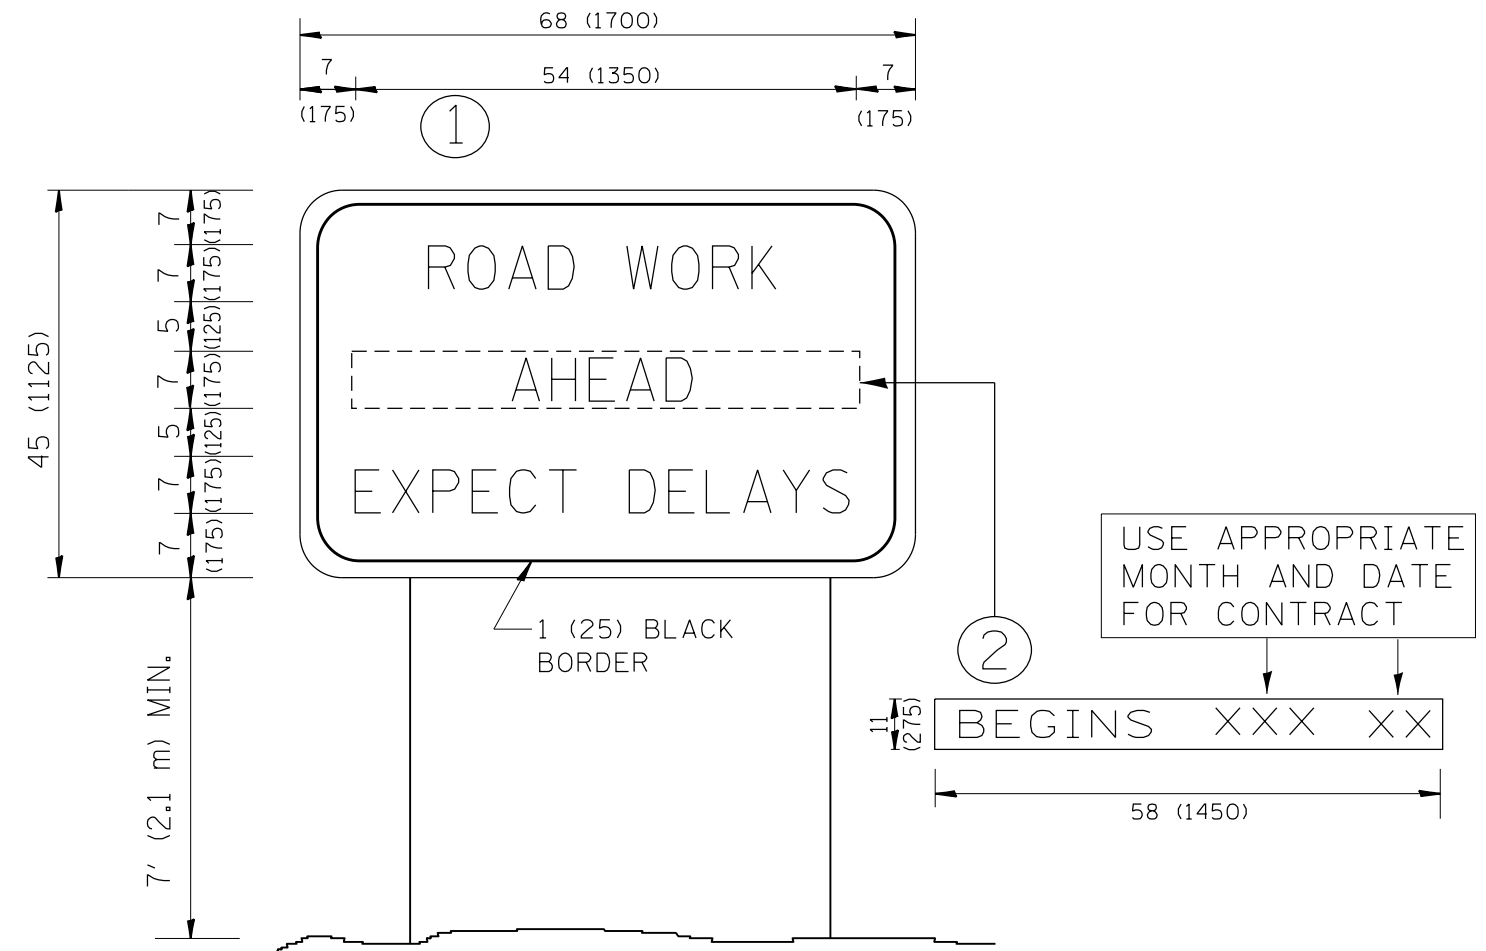 68 (1700)
7
54 (1350)
7
(175)
(175)
1
7
(175)
7
(175)
5
(125)
7
(175)
5
(125)
7
(175)
7
(175)
45 (1125)
ROAD WORK
AHEAD
EXPECT DELAYS
1 (25) BLACK
BORDER
7' (2.1 m) MIN.
USE APPROPRIATE
MONTH AND DATE
FOR CONTRACT
2
11
(275)
BEGINS XXX XX
58 (1450)